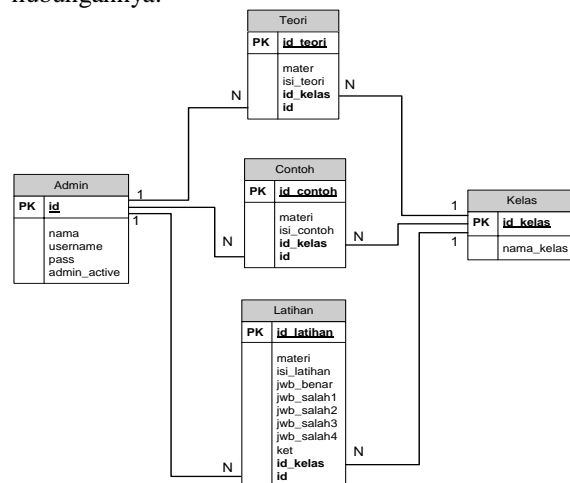 hubungannya.
Teori
PK id_teori
mater
isi_teori
id_kelas
id
N
N
Admin
PK id
nama
username
pass
admin_active
1
1
Contoh
PK id_contoh
materi
isi_contoh
id_kelas
id
N
N
Kelas
PK id_kelas
nama_kelas
1
1
Latihan
PK id_latihan
materi
isi_latihan
jwb_benar
jwb_salah1
jwb_salah2
jwb_salah3
jwb_salah4
ket
id_kelas
id
N
N